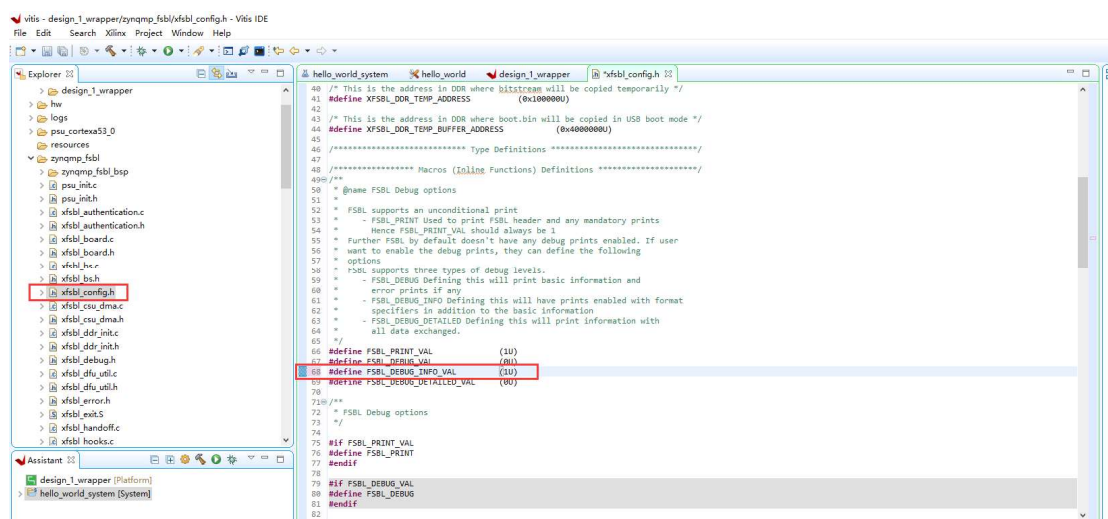 vitis - design_1_wrapper/zynqmp_fsbl/xfsbl_config.h - Vitis IDE
File Edit Search Xilinx Project Window Help
Explorer
design_1_wrapper
hw
logs
psu_cortexa53_0
resources
zynqmp_fsbl
zynqmp_fsbl_bsp
psu_init.c
psu_init.h
xfsbl_authentication.c
xfsbl_authentication.h
xfsbl_board.c
xfsbl_board.h
xfsbl_bs.c
xfsbl_bs.h
xfsbl_config.h
xfsbl_csu_dma.c
xfsbl_csu_dma.h
xfsbl_ddr_init.c
xfsbl_ddr_init.h
xfsbl_debug.h
xfsbl_dfu_util.c
xfsbl_dfu_util.h
xfsbl_error.h
xfsbl_exit.S
xfsbl_handoff.c
xfsbl_hooks.c
Assistant
design_1_wrapper [Platform]
hello_world_system [System]
hello_world_system hello_world design_1_wrapper *xfsbl_config.h
40 /* This is the address in DDR where bitstream will be copied temporarily */
41 #define XFSBL_DDR_TEMP_ADDRESS (0x100000U)
42
43 /* This is the address in DDR where boot.bin will be copied in USB boot mode */
44 #define XFSBL_DDR_TEMP_BUFFER_ADDRESS (0x4000000U)
45
46 /*************************** Type Definitions *******************************/
47
48 /***************** Macros (Inline Functions) Definitions *********************/
49 /**
50 * @name FSBL Debug options
51 *
52 * FSBL supports an unconditional print
53 * - FSBL_PRINT Used to print FSBL header and any mandatory prints
54 * Hence FSBL_PRINT_VAL should always be 1
55 * Further FSBL by default doesn't have any debug prints enabled. If user
56 * want to enable the debug prints, they can define the following
57 * options
58 * FSBL supports three types of debug levels.
59 * - FSBL_DEBUG Defining this will print basic information and
60 * error prints if any
61 * - FSBL_DEBUG_INFO Defining this will have prints enabled with format
62 * specifiers in addition to the basic information
63 * - FSBL_DEBUG_DETAILED Defining this will print information with
64 * all data exchanged.
65 */
66 #define FSBL_PRINT_VAL (1U)
67 #define FSBL_DEBUG_VAL (0U)
68 #define FSBL_DEBUG_INFO_VAL (1U)
69 #define FSBL_DEBUG_DETAILED_VAL (0U)
70
71 /**
72 * FSBL Debug options
73 */
74
75 #if FSBL_PRINT_VAL
76 #define FSBL_PRINT
77 #endif
78
79 #if FSBL_DEBUG_VAL
80 #define FSBL_DEBUG
81 #endif
82